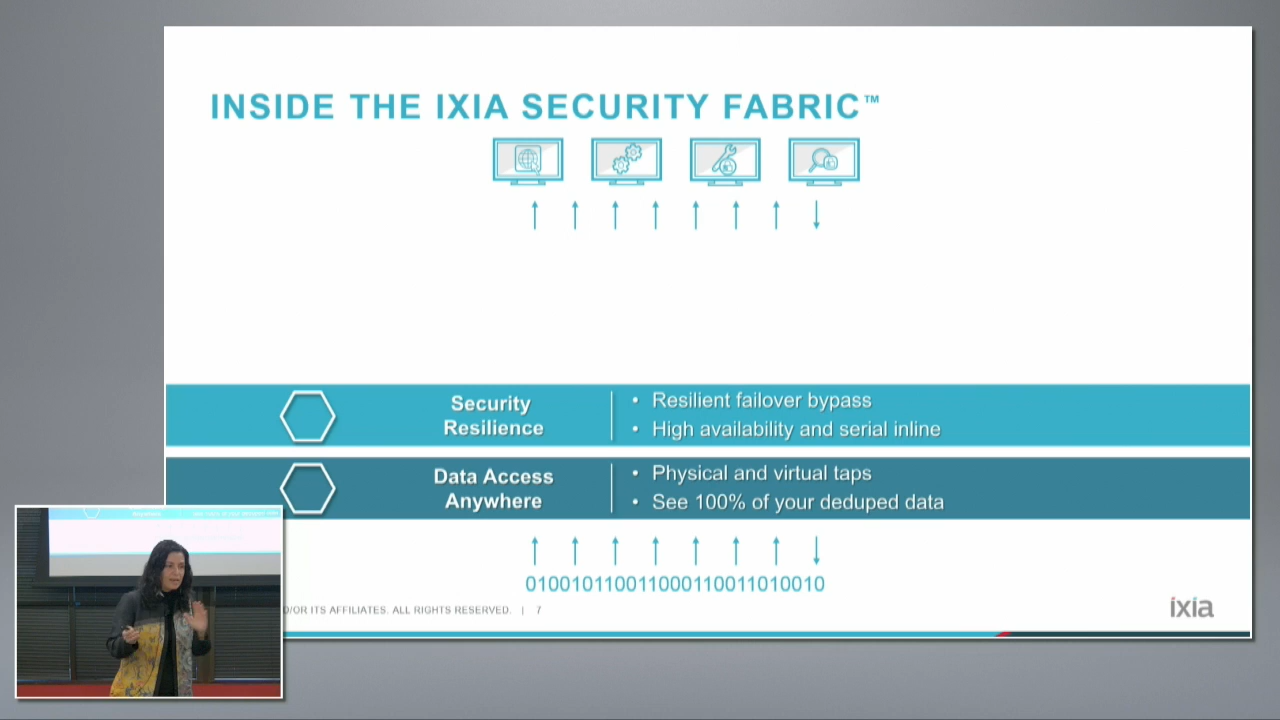 INSIDE THE IXIA SECURITY FABRIC™
Security
Resilience
• Resilient failover bypass
• High availability and serial inline
Data Access
Anywhere
• Physical and virtual taps
• See 100% of your deduped data
010010110011000110011010010
/OR ITS AFFILIATES. ALL RIGHTS RESERVED. | 7
ixia